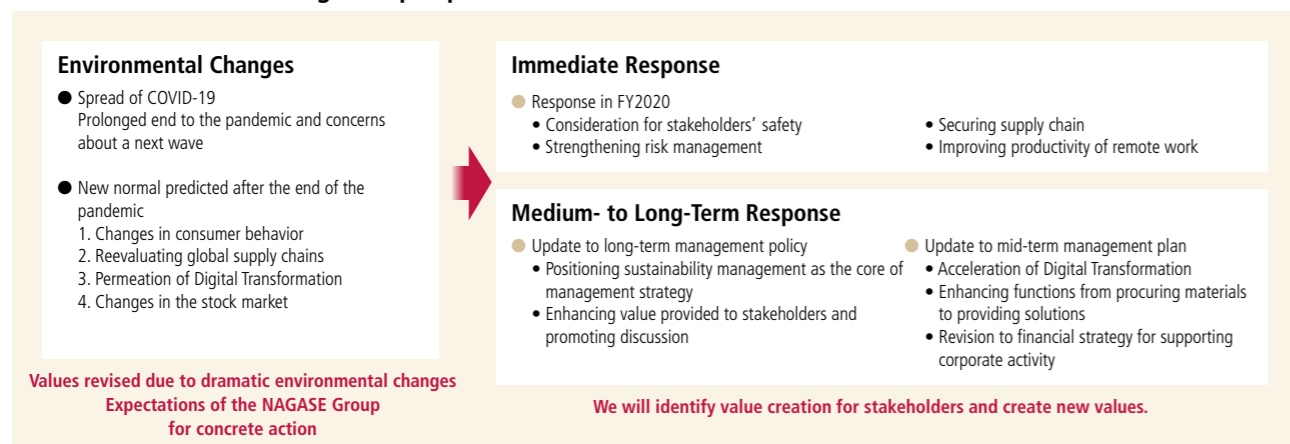 Environmental Changes
● Spread of COVID-19
Prolonged end to the pandemic and concerns
about a next wave
● New normal predicted after the end of the
pandemic
1. Changes in consumer behavior
2. Reevaluating global supply chains
3. Permeation of Digital Transformation
4. Changes in the stock market
Values revised due to dramatic environmental changes
Expectations of the NAGASE Group
for concrete action
Immediate Response
● Response in FY2020
• Consideration for stakeholders’ safety
• Strengthening risk management
• Securing supply chain
• Improving productivity of remote work
Medium- to Long-Term Response
● Update to long-term management policy
• Positioning sustainability management as the core of
management strategy
• Enhancing value provided to stakeholders and
promoting discussion
● Update to mid-term management plan
• Acceleration of Digital Transformation
• Enhancing functions from procuring materials
to providing solutions
• Revision to financial strategy for supporting
corporate activity
We will identify value creation for stakeholders and create new values.